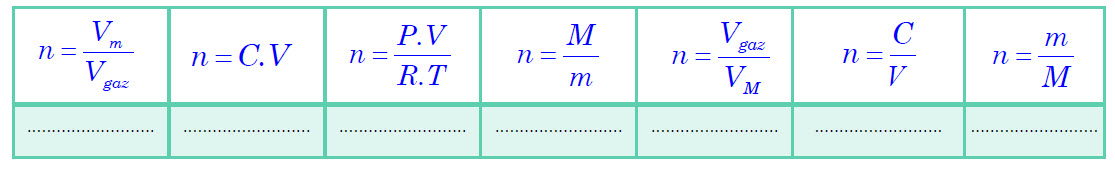 n = V_m / V_gaz
n = C.V
n = P.V / R.T
n = M / m
n = V_gaz / V_M
n = C / V
n = m / M
........................... ........................... ........................... ........................... ........................... ........................... ...........................